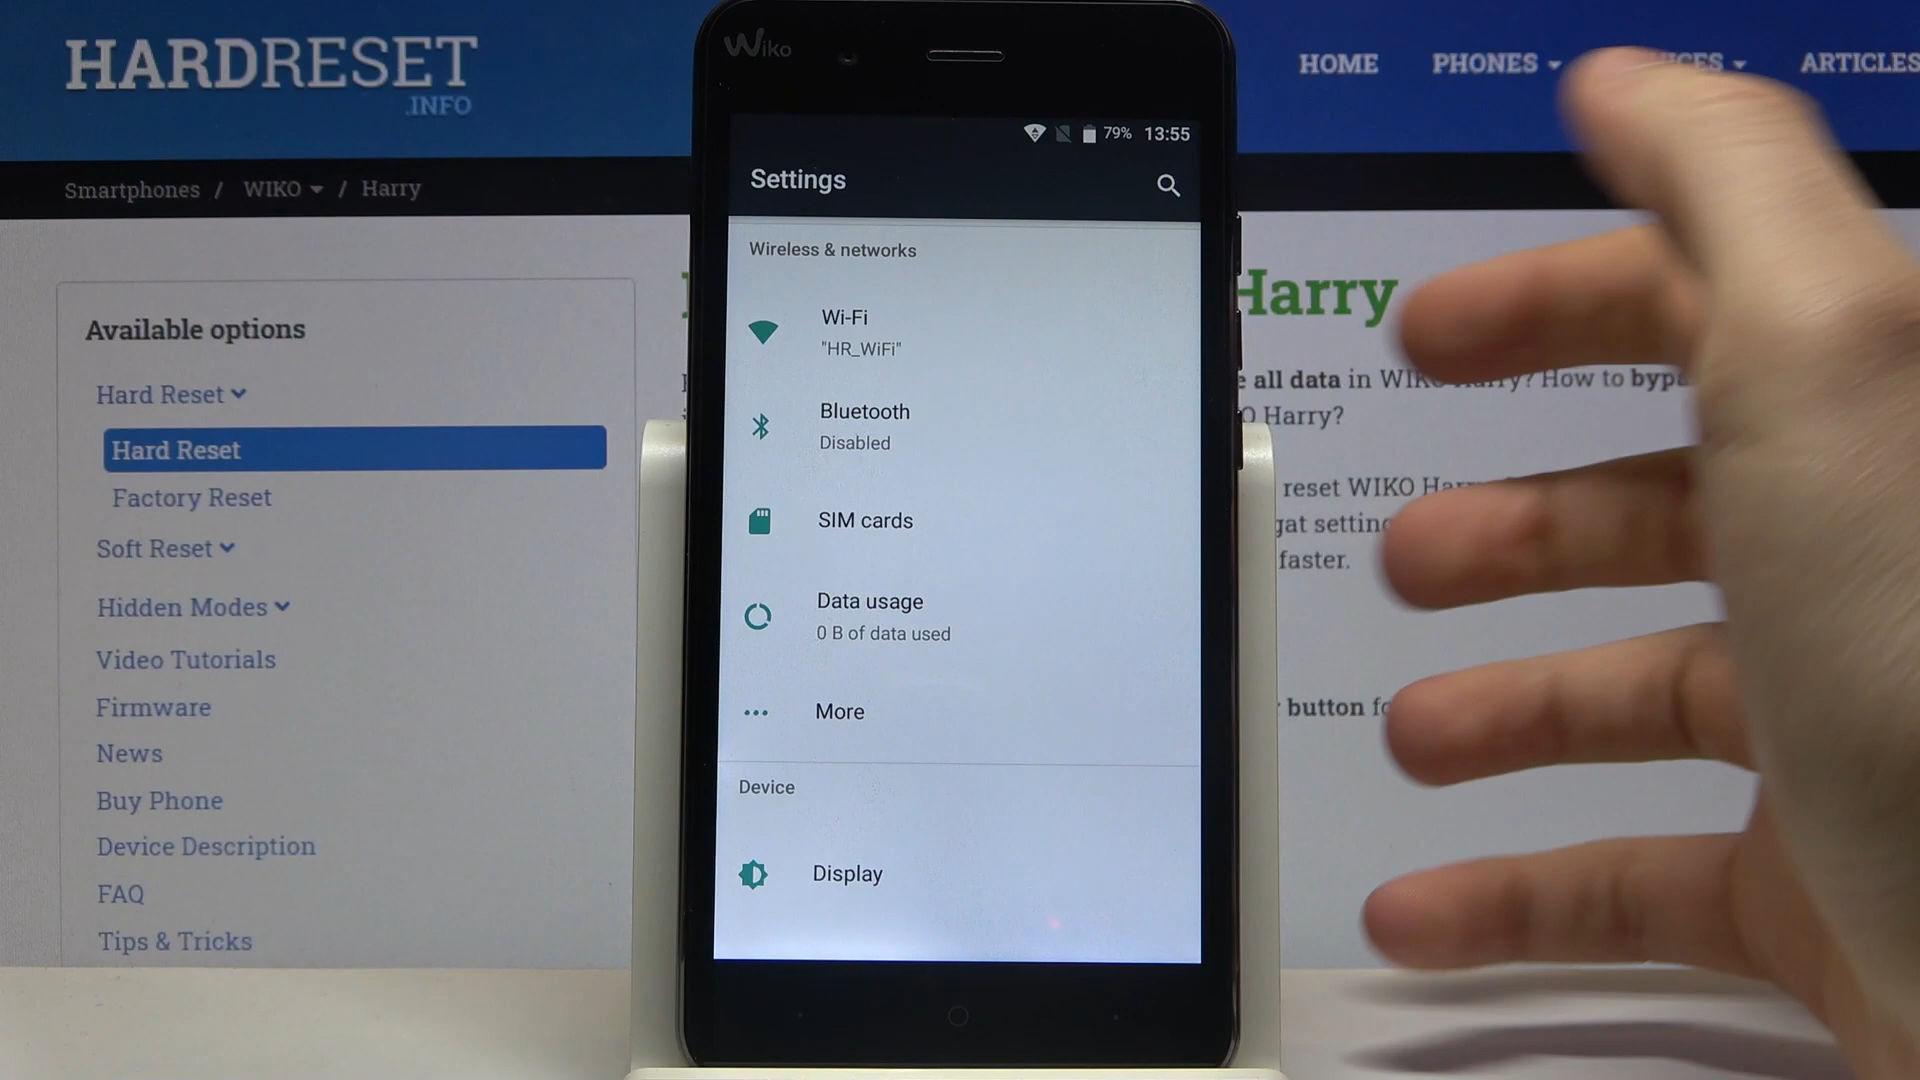 HARDRESET
.INFO
HOME PHONES ARTICLES
Smartphones / WIKO / Harry
Available options
Hard Reset
Hard Reset
Factory Reset
Soft Reset
Hidden Modes
Video Tutorials
Firmware
News
Buy Phone
Device Description
FAQ
Tips & Tricks
Wiko
79% 13:55
Settings
Wireless & networks
Wi-Fi
"HR_WiFi"
Bluetooth
Disabled
SIM cards
Data usage
0 B of data used
More
Device
Display
Harry
all data in WIKO Harry? How to
Harry?
reset WIKO
faster.
button